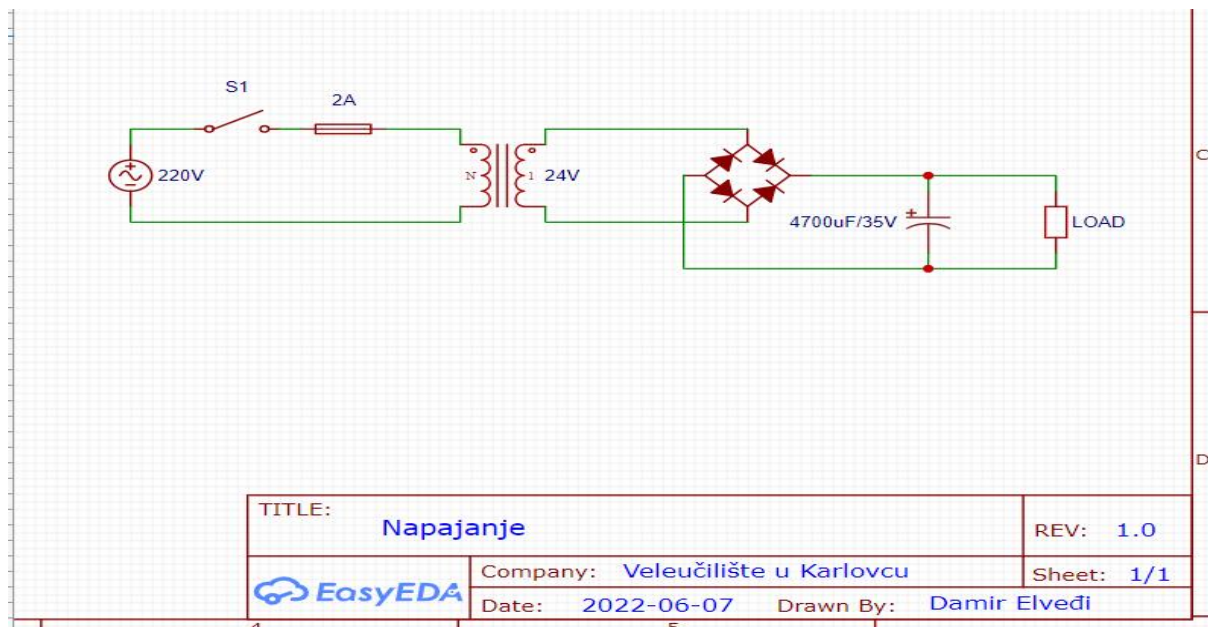 S1
2A
220V
N
1
24V
4700uF/35V
LOAD
C
D
TITLE:
Napajanje
REV: 1.0
EasyEDA
Company: Veleučilište u Karlovcu
Sheet: 1/1
Date: 2022-06-07
Drawn By: Damir Elveđi